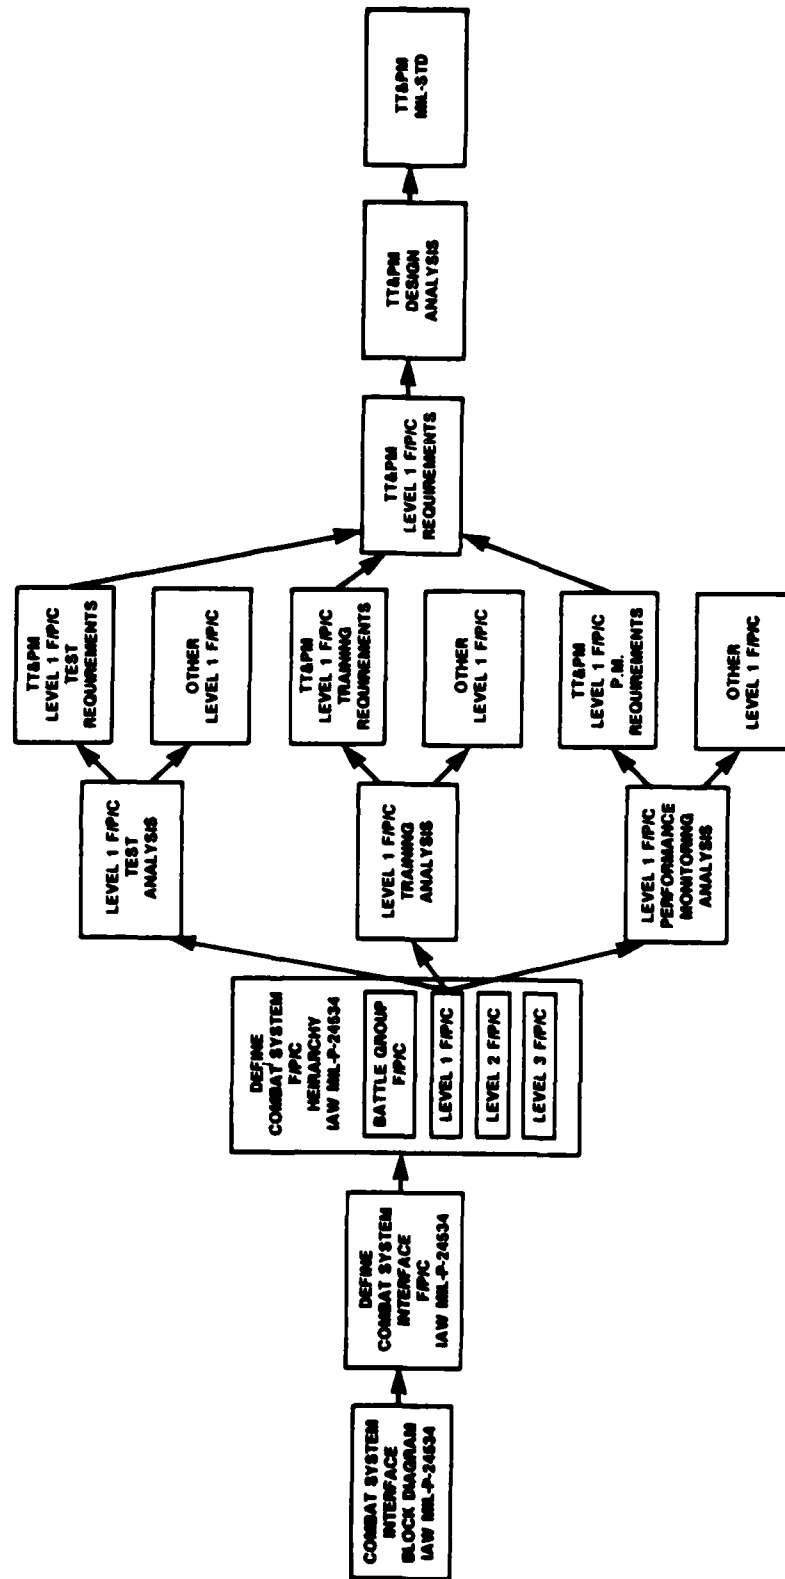 COMBAT SYSTEM
INTERFACE
BLOCK DIAGRAM
IAW MIL-P-24534
DEFINE
COMBAT SYSTEM
INTERFACE
F/P/C
IAW MIL-P-24534
DEFINE
COMBAT SYSTEM
F/P/C
HEIRARCHY
IAW MIL-P-24534
BATTLE GROUP
F/P/C
LEVEL 1 F/P/C
LEVEL 2 F/P/C
LEVEL 3 F/P/C
LEVEL 1 F/P/C
TEST
ANALYSIS
LEVEL 1 F/P/C
TRAINING
ANALYSIS
LEVEL 1 F/P/C
PERFORMANCE
MONITORING
ANALYSIS
TT&PM
LEVEL 1 F/P/C
TEST
REQUIREMENTS
OTHER
LEVEL 1 F/P/C
TT&PM
LEVEL 1 F/P/C
TRAINING
REQUIREMENTS
OTHER
LEVEL 1 F/P/C
TT&PM
LEVEL 1 F/P/C
P.M.
REQUIREMENTS
OTHER
LEVEL 1 F/P/C
TT&PM
LEVEL 1 F/P/C
REQUIREMENTS
TT&PM
DESIGN
ANALYSIS
TT&PM
MIL-STD